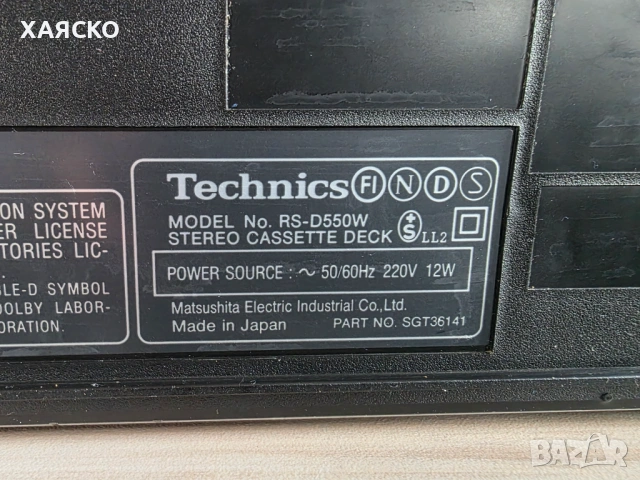 ХАЯСКО
ON SYSTEM
ER LICENSE
TORIES LIC-
LE-D SYMBOL
DOLBY LABOR-
ORATION.
Technics FI N D S
MODEL No. RS-D550W
STEREO CASSETTE DECK S LL2
POWER SOURCE : ~ 50/60Hz 220V 12W
Matsushita Electric Industrial Co., Ltd.
Made in Japan PART NO. SGT36141
BAZAR